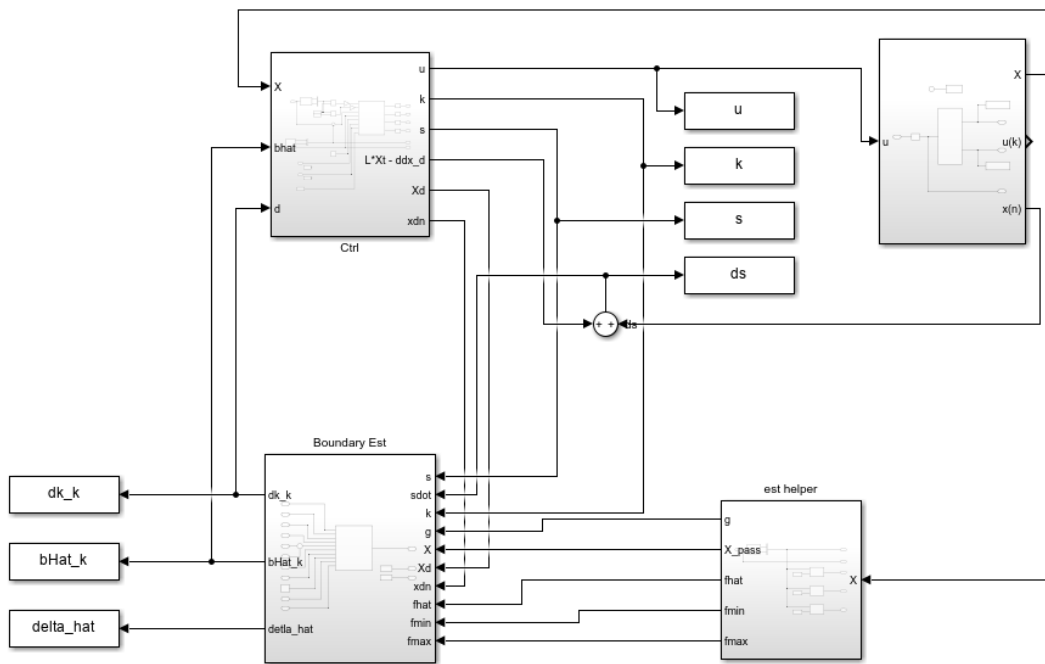 X
bhat
d
u
k
s
L*Xt - ddx_d
Xd
xdn
Ctrl
u
k
s
ds
ds
u
X
u(k)
x(n)
Boundary Est
dk_k
bHat_k
detla_hat
s
sdot
k
g
X
Xd
xdn
fhat
fmin
fmax
dk_k
bHat_k
delta_hat
est helper
g
X_pass
fhat
fmin
fmax
X